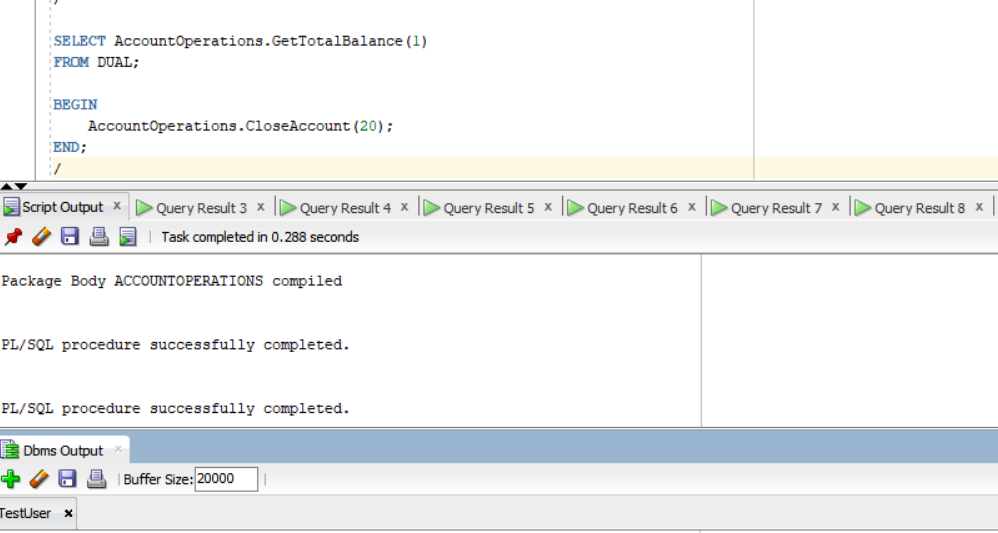 /
SELECT AccountOperations.GetTotalBalance(1)
FROM DUAL;
BEGIN
AccountOperations.CloseAccount(20);
END;
/
Script Output x Query Result 3 x Query Result 4 x Query Result 5 x Query Result 6 x Query Result 7 x Query Result 8 x
Task completed in 0.288 seconds
Package Body ACCOUNTOPERATIONS compiled
PL/SQL procedure successfully completed.
PL/SQL procedure successfully completed.
Dbms Output x
Buffer Size: 20000
TestUser x